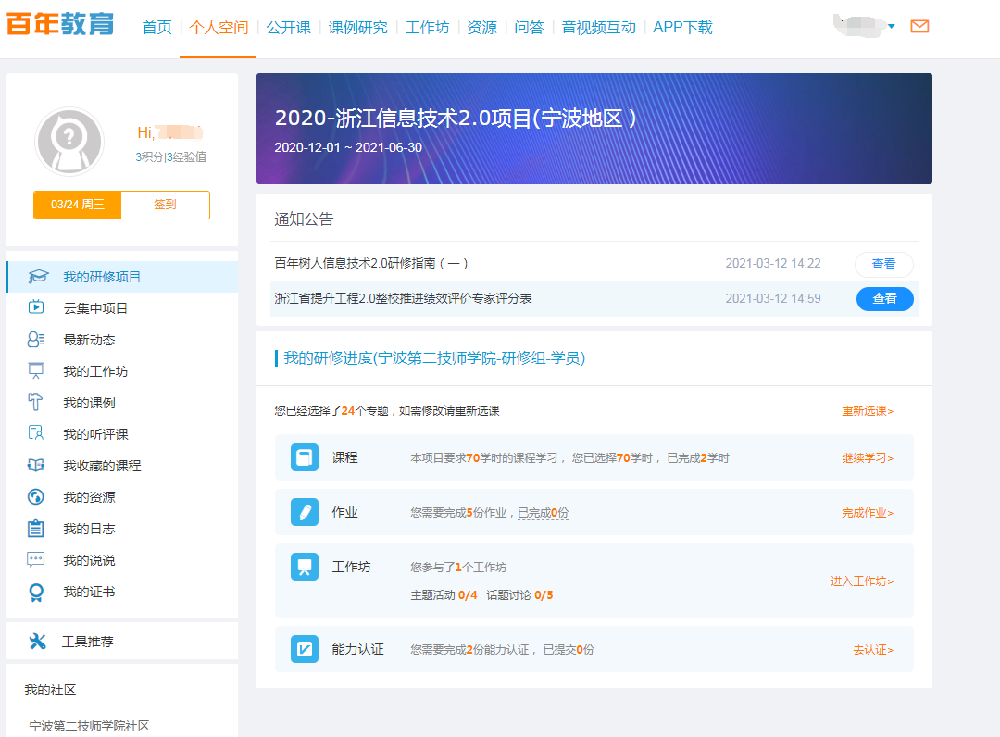 百年教育
首页 个人空间 公开课 课例研究 工作坊 资源 问答 音视频互动 APP下载
Hi,
3积分|3经验值
03/24 周三 签到
我的研修项目
云集中项目
最新动态
我的工作坊
我的课例
我的听评课
我收藏的课程
我的资源
我的日志
我的说说
我的证书
工具推荐
我的社区
宁波第二技师学院社区
2020-浙江信息技术2.0项目(宁波地区）
2020-12-01 ~ 2021-06-30
通知公告
百年树人信息技术2.0研修指南（一） 2021-03-12 14:22 查看
浙江省提升工程2.0整校推进绩效评价专家评分表 2021-03-12 14:59 查看
我的研修进度(宁波第二技师学院-研修组-学员)
您已经选择了24个专题，如需修改请重新选课 重新选课>
课程 本项目要求70学时的课程学习， 您已选择70学时， 已完成2学时 继续学习>
作业 您需要完成5份作业，已完成0份 完成作业>
工作坊 您参与了1个工作坊
主题活动 0/4 话题讨论 0/5 进入工作坊>
能力认证 您需要完成2份能力认证， 已提交0份 去认证>